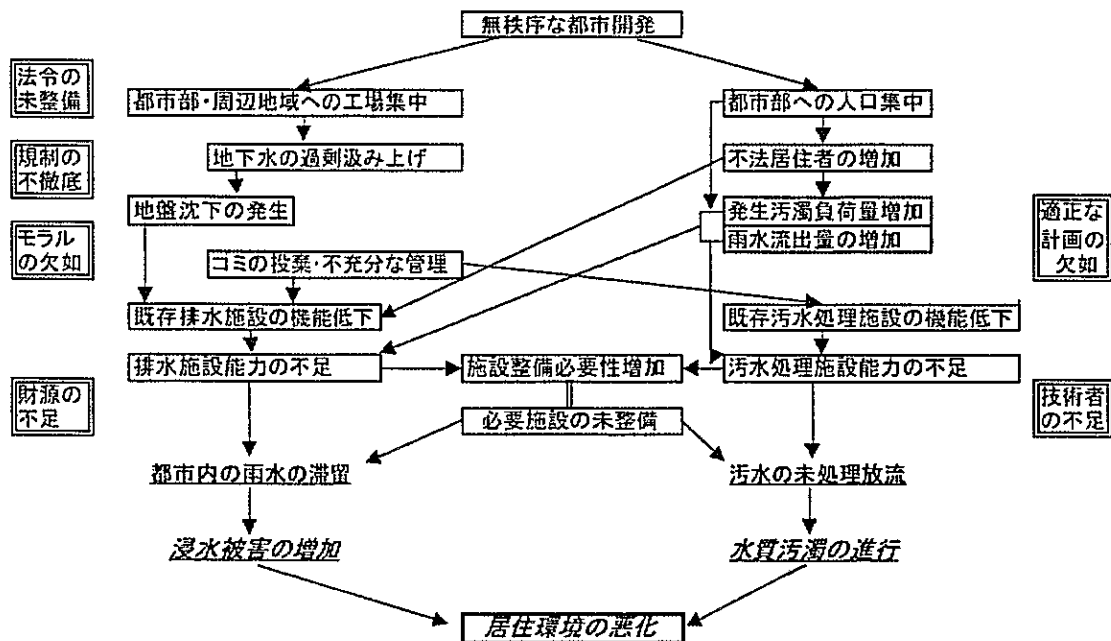 無秩序な都市開発
法令の
未整備
都市部・周辺地域への工場集中
都市部への人口集中
規制の
不徹底
地下水の過剰汲み上げ
不法居住者の増加
地盤沈下の発生
発生汚濁負荷量増加
適正な
計画の
欠如
モラル
の欠如
雨水流出量の増加
ゴミの投棄・不充分な管理
既存排水施設の機能低下
既存汚水処理施設の機能低下
排水施設能力の不足
施設整備必要性増加
汚水処理施設能力の不足
財源の
不足
必要施設の未整備
技術者
の不足
都市内の雨水の滞留
汚水の未処理放流
浸水被害の増加
水質汚濁の進行
居住環境の悪化